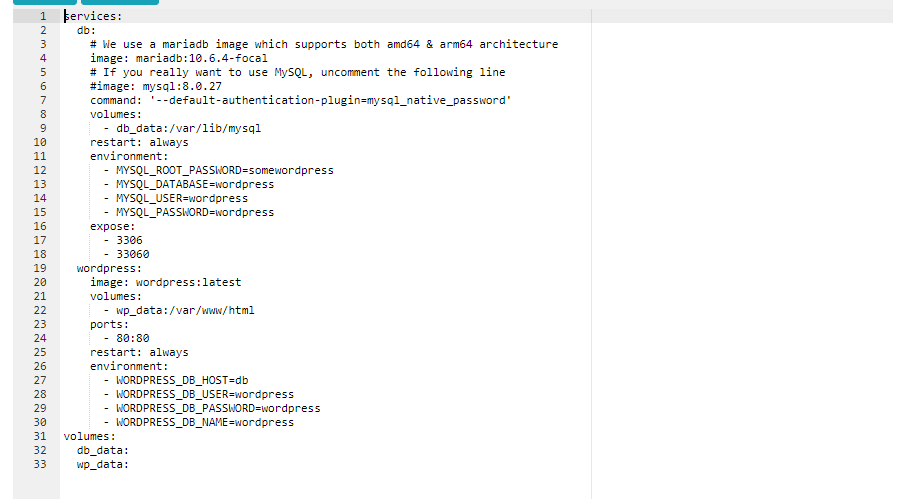 1 services:
2   db:
3     # We use a mariadb image which supports both amd64 & arm64 architecture
4     image: mariadb:10.6.4-focal
5     # If you really want to use MySQL, uncomment the following line
6     #image: mysql:8.0.27
7     command: '--default-authentication-plugin=mysql_native_password'
8     volumes:
9       - db_data:/var/lib/mysql
10     restart: always
11     environment:
12       - MYSQL_ROOT_PASSWORD=somewordpress
13       - MYSQL_DATABASE=wordpress
14       - MYSQL_USER=wordpress
15       - MYSQL_PASSWORD=wordpress
16     expose:
17       - 3306
18       - 33060
19   wordpress:
20     image: wordpress:latest
21     volumes:
22       - wp_data:/var/www/html
23     ports:
24       - 80:80
25     restart: always
26     environment:
27       - WORDPRESS_DB_HOST=db
28       - WORDPRESS_DB_USER=wordpress
29       - WORDPRESS_DB_PASSWORD=wordpress
30       - WORDPRESS_DB_NAME=wordpress
31 volumes:
32   db_data:
33   wp_data: